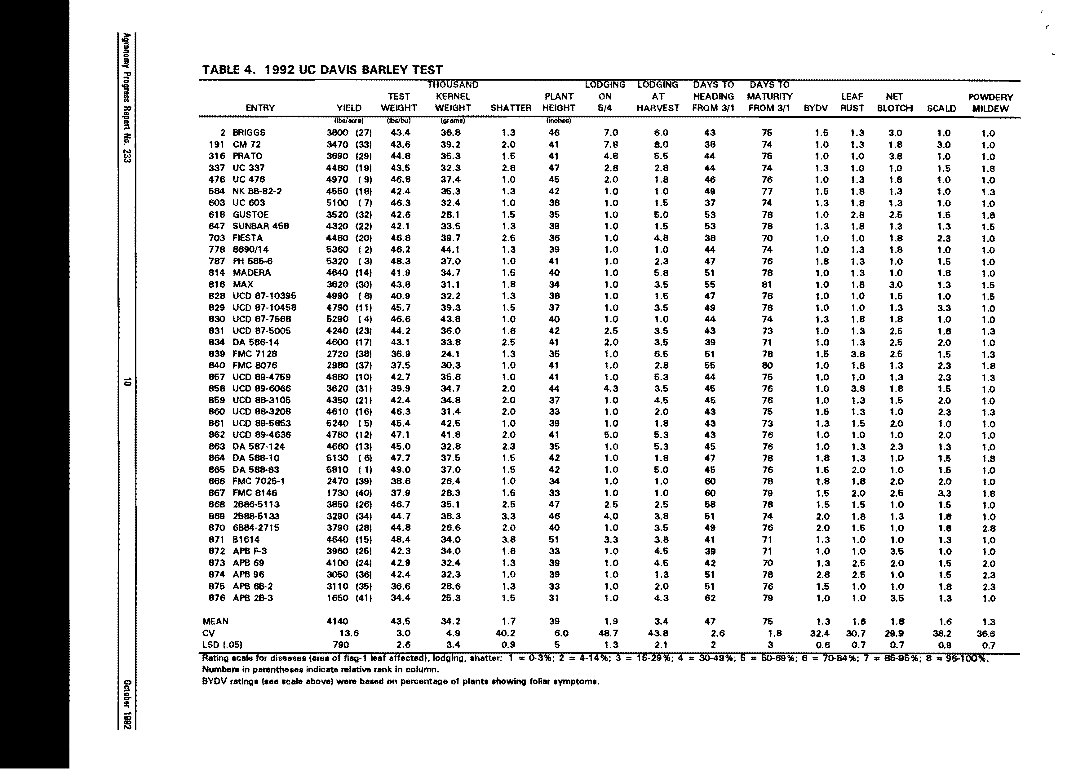 Agronomy Progress Report No. 233
10
October 1992
TABLE 4. 1992 UC DAVIS BARLEY TEST
THOUSAND LODGING LODGING DAYS TO DAYS TO
TEST KERNEL PLANT ON AT HEADING MATURITY LEAF NET POWDERY
ENTRY YIELD WEIGHT WEIGHT SHATTER HEIGHT 5/4 HARVEST FROM 3/1 FROM 3/1 BYDV RUST BLOTCH SCALD MILDEW
(lbs/acre) (lbs/bu) (grams) (inches)
2 BRIGGS 3800 (27) 43.4 36.8 1.3 46 7.0 6.0 43 75 1.5 1.3 3.0 1.0 1.0
191 CM 72 3470 (33) 43.6 39.2 2.0 41 7.8 8.0 38 74 1.0 1.3 1.8 3.0 1.0
316 PRATO 3690 (29) 44.8 35.3 1.5 41 4.8 5.5 44 75 1.0 1.0 3.8 1.0 1.0
337 UC 337 4480 (19) 43.5 32.3 2.8 47 2.8 2.8 44 74 1.3 1.0 1.0 1.5 1.8
476 UC 476 4970 ( 9) 46.8 37.4 1.0 45 2.0 1.8 46 76 1.0 1.3 1.8 1.0 1.0
584 NK 88-82-2 4550 (18) 42.4 35.3 1.3 42 1.0 1.0 49 77 1.5 1.8 1.3 1.0 1.3
603 UC 603 5100 ( 7) 46.3 32.4 1.0 38 1.0 1.5 37 74 1.3 1.8 1.3 1.0 1.0
618 GUSTOE 3520 (32) 42.6 28.1 1.5 35 1.0 5.0 53 78 1.0 2.8 2.5 1.5 1.8
647 SUNBAR 458 4320 (22) 42.1 33.5 1.3 38 1.0 1.5 53 78 1.3 1.8 1.3 1.3 1.5
703 FIESTA 4480 (20) 46.8 39.7 2.5 36 1.0 4.8 38 70 1.0 1.0 1.8 2.3 1.0
778 8690/14 5360 ( 2) 46.2 44.1 1.3 39 1.0 1.0 44 74 1.0 1.3 1.8 1.0 1.0
787 PH 585-6 5320 ( 3) 48.3 37.0 1.0 41 1.0 2.3 47 76 1.8 1.3 1.0 1.5 1.0
814 MADERA 4640 (14) 41.9 34.7 1.5 40 1.0 5.8 51 78 1.0 1.3 1.0 1.8 1.0
816 MAX 3620 (30) 43.8 31.1 1.8 34 1.0 3.5 55 81 1.0 1.8 3.0 1.3 1.5
828 UCD 87-10395 4990 ( 8) 40.9 32.2 1.3 38 1.0 1.5 47 76 1.0 1.0 1.5 1.0 1.5
829 UCD 87-10458 4790 (11) 45.7 39.3 1.5 37 1.0 3.5 49 76 1.0 1.0 1.3 3.3 1.0
830 UCD 87-7568 5290 ( 4) 46.6 43.8 1.0 40 1.0 1.0 44 74 1.3 1.8 1.8 1.0 1.0
831 UCD 87-5005 4240 (23) 44.2 36.0 1.8 42 2.5 3.5 43 73 1.0 1.3 2.5 1.8 1.3
834 DA 586-14 4600 (17) 43.1 33.8 2.5 41 2.0 3.5 39 71 1.0 1.3 2.5 2.0 1.0
839 FMC 7128 2720 (38) 36.9 24.1 1.3 35 1.0 5.5 51 78 1.5 3.8 2.5 1.5 1.3
840 FMC 8076 2980 (37) 37.5 30.3 1.0 41 1.0 2.8 55 80 1.0 1.8 1.3 2.3 1.8
857 UCD 89-4759 4880 (10) 42.7 35.8 1.0 41 1.0 5.3 44 75 1.0 1.0 1.3 2.3 1.3
858 UCD 89-6066 3620 (31) 39.9 34.7 2.0 44 4.3 3.5 45 76 1.0 3.8 1.8 1.5 1.0
859 UCD 88-3105 4350 (21) 42.4 34.8 2.0 37 1.0 4.5 45 76 1.0 1.3 1.5 2.0 1.0
860 UCD 88-3208 4610 (16) 46.3 31.4 2.0 33 1.0 2.0 43 75 1.5 1.3 1.0 2.3 1.3
861 UCD 89-5653 5240 ( 5) 45.4 42.5 1.0 39 1.0 1.8 43 73 1.3 1.5 2.0 1.0 1.0
862 UCD 89-4636 4760 (12) 47.1 41.8 2.0 41 5.0 5.3 43 76 1.0 1.0 1.0 2.0 1.0
863 DA 587-124 4660 (13) 45.0 32.8 2.3 35 1.0 5.3 45 76 1.0 1.3 2.3 1.3 1.0
864 DA 588-10 5130 ( 6) 47.7 37.5 1.5 42 1.0 1.8 47 78 1.8 1.3 1.0 1.5 1.8
865 DA 588-63 5810 ( 1) 49.0 37.0 1.5 42 1.0 5.0 45 76 1.5 2.0 1.0 1.5 1.0
866 FMC 7025-1 2470 (39) 38.6 26.4 1.0 34 1.0 1.0 60 78 1.8 1.8 2.0 2.0 1.0
867 FMC 8146 1730 (40) 37.9 28.3 1.5 33 1.0 1.0 60 79 1.5 2.0 2.5 3.3 1.8
868 2B86-5113 3850 (26) 46.7 35.1 2.5 47 2.5 2.5 58 78 1.5 1.5 1.0 1.5 1.0
869 2B88-5133 3290 (34) 44.7 38.3 3.3 46 4.0 3.8 51 74 2.0 1.8 1.3 1.8 1.0
870 6B84-2715 3790 (28) 44.8 26.6 2.0 40 1.0 3.5 49 76 2.0 1.5 1.0 1.8 2.8
871 B1614 4640 (15) 48.4 34.0 3.8 51 3.3 3.8 41 71 1.3 1.0 1.0 1.3 1.0
872 APB F-3 3960 (25) 42.3 34.0 1.8 33 1.0 4.5 39 71 1.0 1.0 3.5 1.0 1.0
873 APB 69 4100 (24) 42.9 32.4 1.3 39 1.0 4.5 42 70 1.3 2.5 2.0 1.5 2.0
874 APB 96 3050 (36) 42.4 32.3 1.0 39 1.0 1.3 51 78 2.8 2.5 1.0 1.5 2.3
875 APB 6B-2 3110 (35) 36.6 28.6 1.3 33 1.0 2.0 51 76 1.5 1.0 1.0 1.8 2.3
876 APB 2B-3 1650 (41) 34.4 25.3 1.5 31 1.0 4.3 62 79 1.0 1.0 3.5 1.3 1.0
MEAN 4140 43.5 34.2 1.7 39 1.9 3.4 47 75 1.3 1.6 1.8 1.6 1.3
CV 13.6 3.0 4.9 40.2 6.0 48.7 43.8 2.6 1.8 32.4 30.7 29.9 38.2 36.6
LSD (.05) 790 2.6 3.4 0.9 5 1.3 2.1 2 3 0.6 0.7 0.7 0.9 0.7
Rating scale for diseases (area of flag-1 leaf affected), lodging, shatter: 1 = 0-3%; 2 = 4-14%; 3 = 15-29%; 4 = 30-49%; 5 = 50-69%; 6 = 70-84%; 7 = 85-95%; 8 = 96-100%.
Numbers in parentheses indicate relative rank in column.
BYDV ratings (see scale above) were based on percentage of plants showing foliar symptoms.